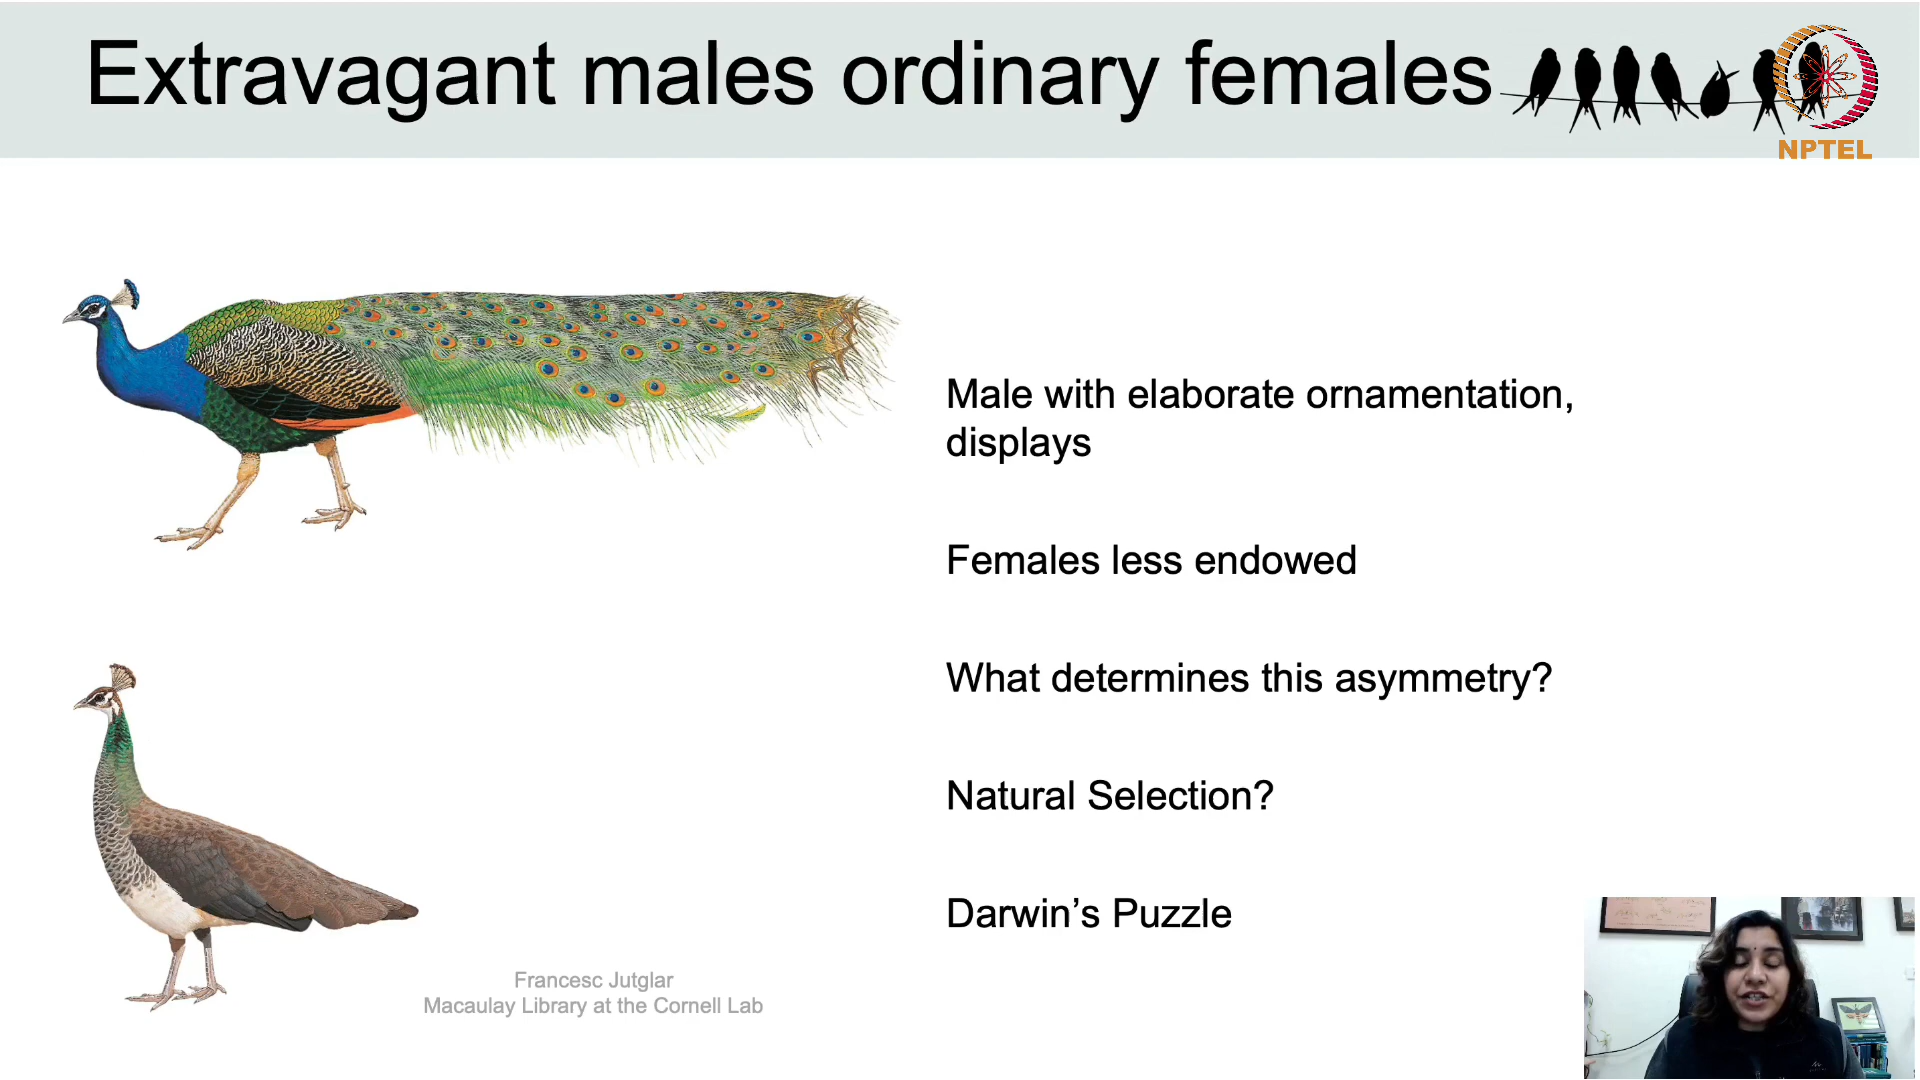 Extravagant males ordinary females
NPTEL
Male with elaborate ornamentation,
displays
Females less endowed
What determines this asymmetry?
Natural Selection?
Darwin’s Puzzle
Francesc Jutglar
Macaulay Library at the Cornell Lab